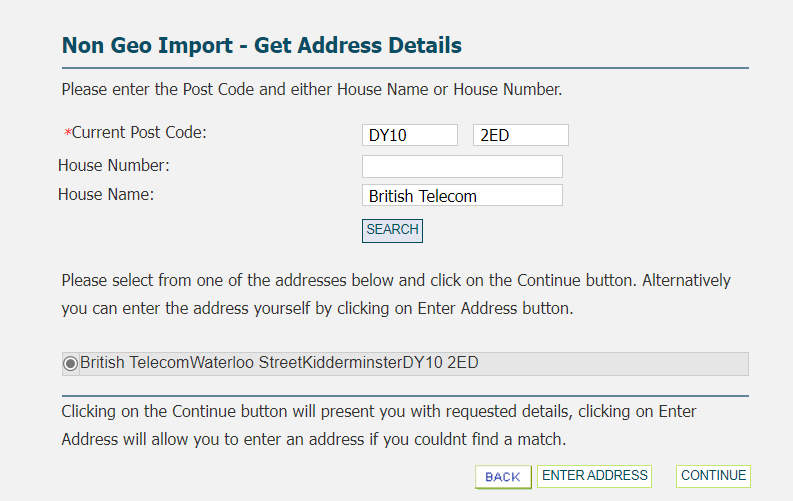 Non Geo Import - Get Address Details
Please enter the Post Code and either House Name or House Number.
*Current Post Code: DY10 2ED
House Number:
House Name: British Telecom
SEARCH
Please select from one of the addresses below and click on the Continue button. Alternatively
you can enter the address yourself by clicking on Enter Address button.
British TelecomWaterloo StreetKidderminsterDY10 2ED
Clicking on the Continue button will present you with requested details, clicking on Enter
Address will allow you to enter an address if you couldnt find a match.
BACK ENTER ADDRESS CONTINUE